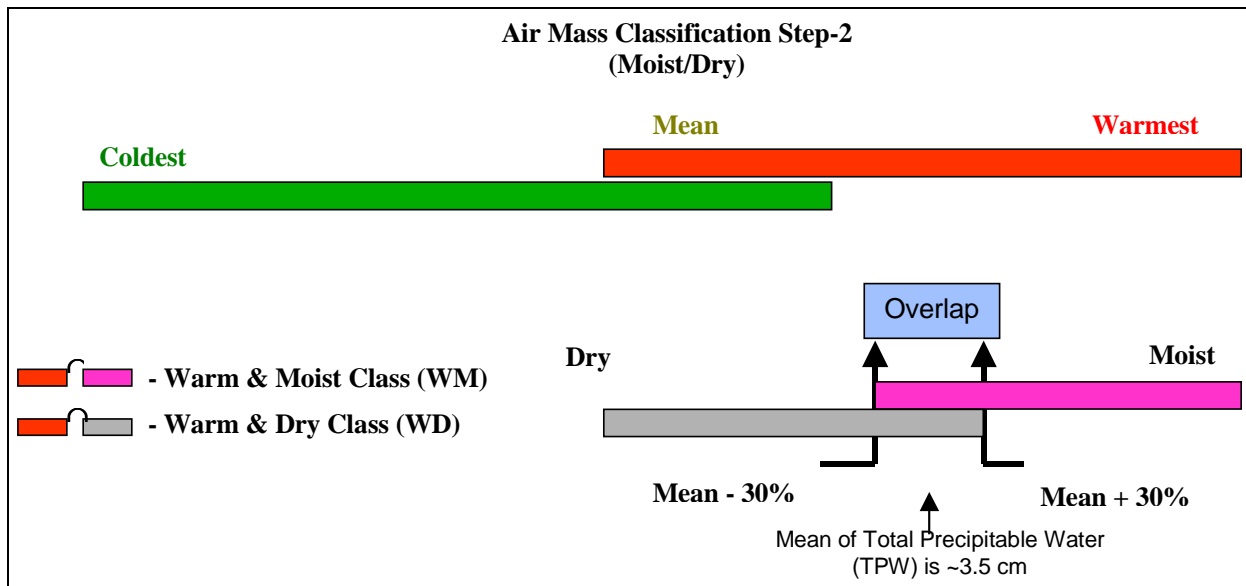 Air Mass Classification Step-2
(Moist/Dry)
Mean
Warmest
Coldest
Overlap
Dry
Moist
- Warm & Moist Class (WM)
- Warm & Dry Class (WD)
Mean - 30%
Mean + 30%
Mean of Total Precipitable Water
(TPW) is ~3.5 cm